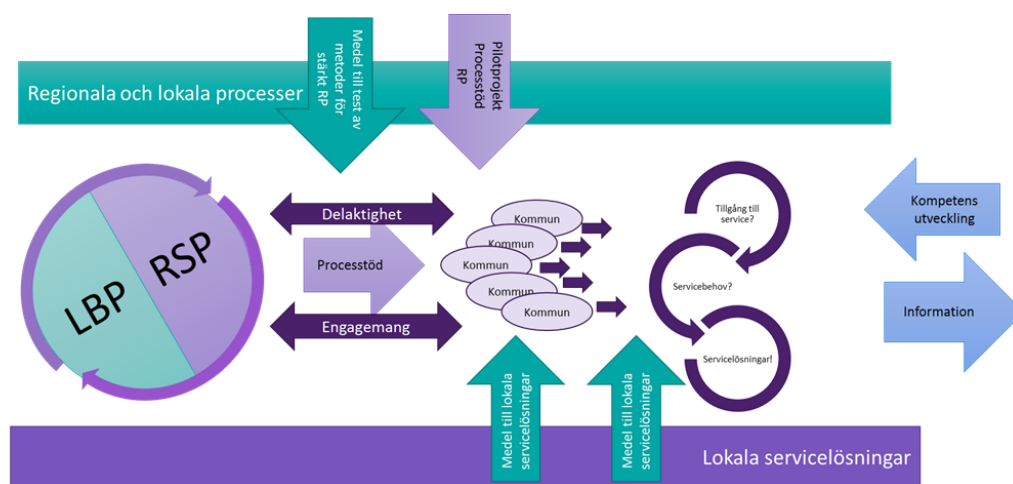 Medel till test av
metoder för
stärkt RP
Pilotprojekt
Processtöd
RP
Regionala och lokala processer
LBP
RSP
Delaktighet
Processtöd
Engagemang
Kommun
Kommun
Kommun
Kommun
Kommun
Tillgång till
service?
Servicebehov?
Servicelösningar!
Kompetens
utveckling
Information
Medel till lokala
servicelösningar
Medel till lokala
servicelösningar
Lokala servicelösningar